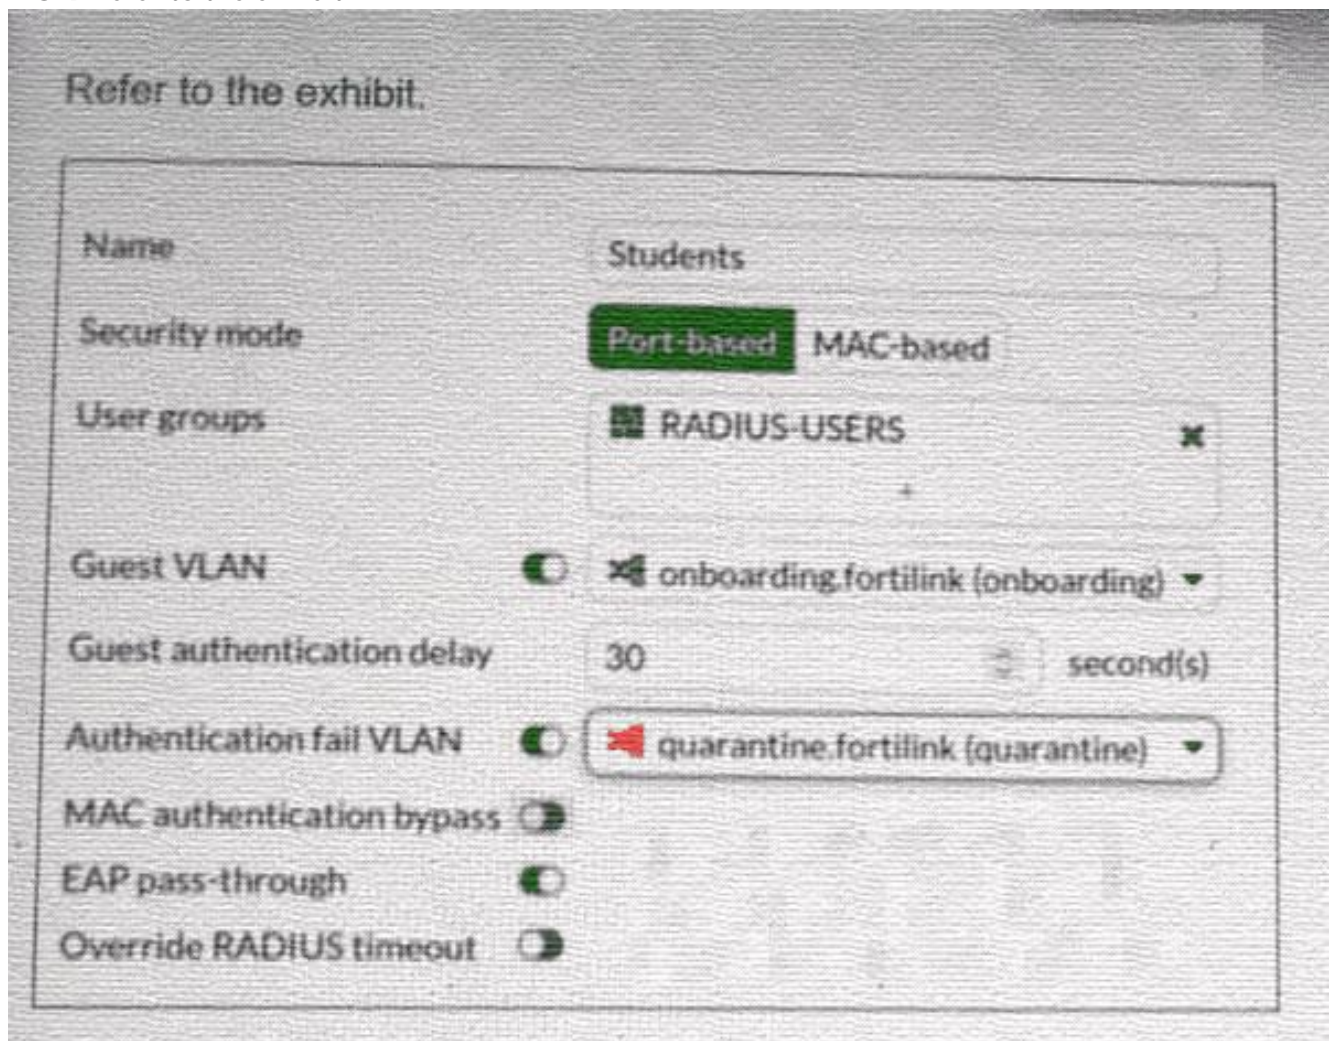 Refer to the exhibit.
Name Students
Security mode Port-based MAC-based
User groups RADIUS-USERS
Guest VLAN onboarding.fortilink (onboarding)
Guest authentication delay 30 second(s)
Authentication fail VLAN quarantine.fortilink (quarantine)
MAC authentication bypass
EAP pass-through
Override RADIUS timeout